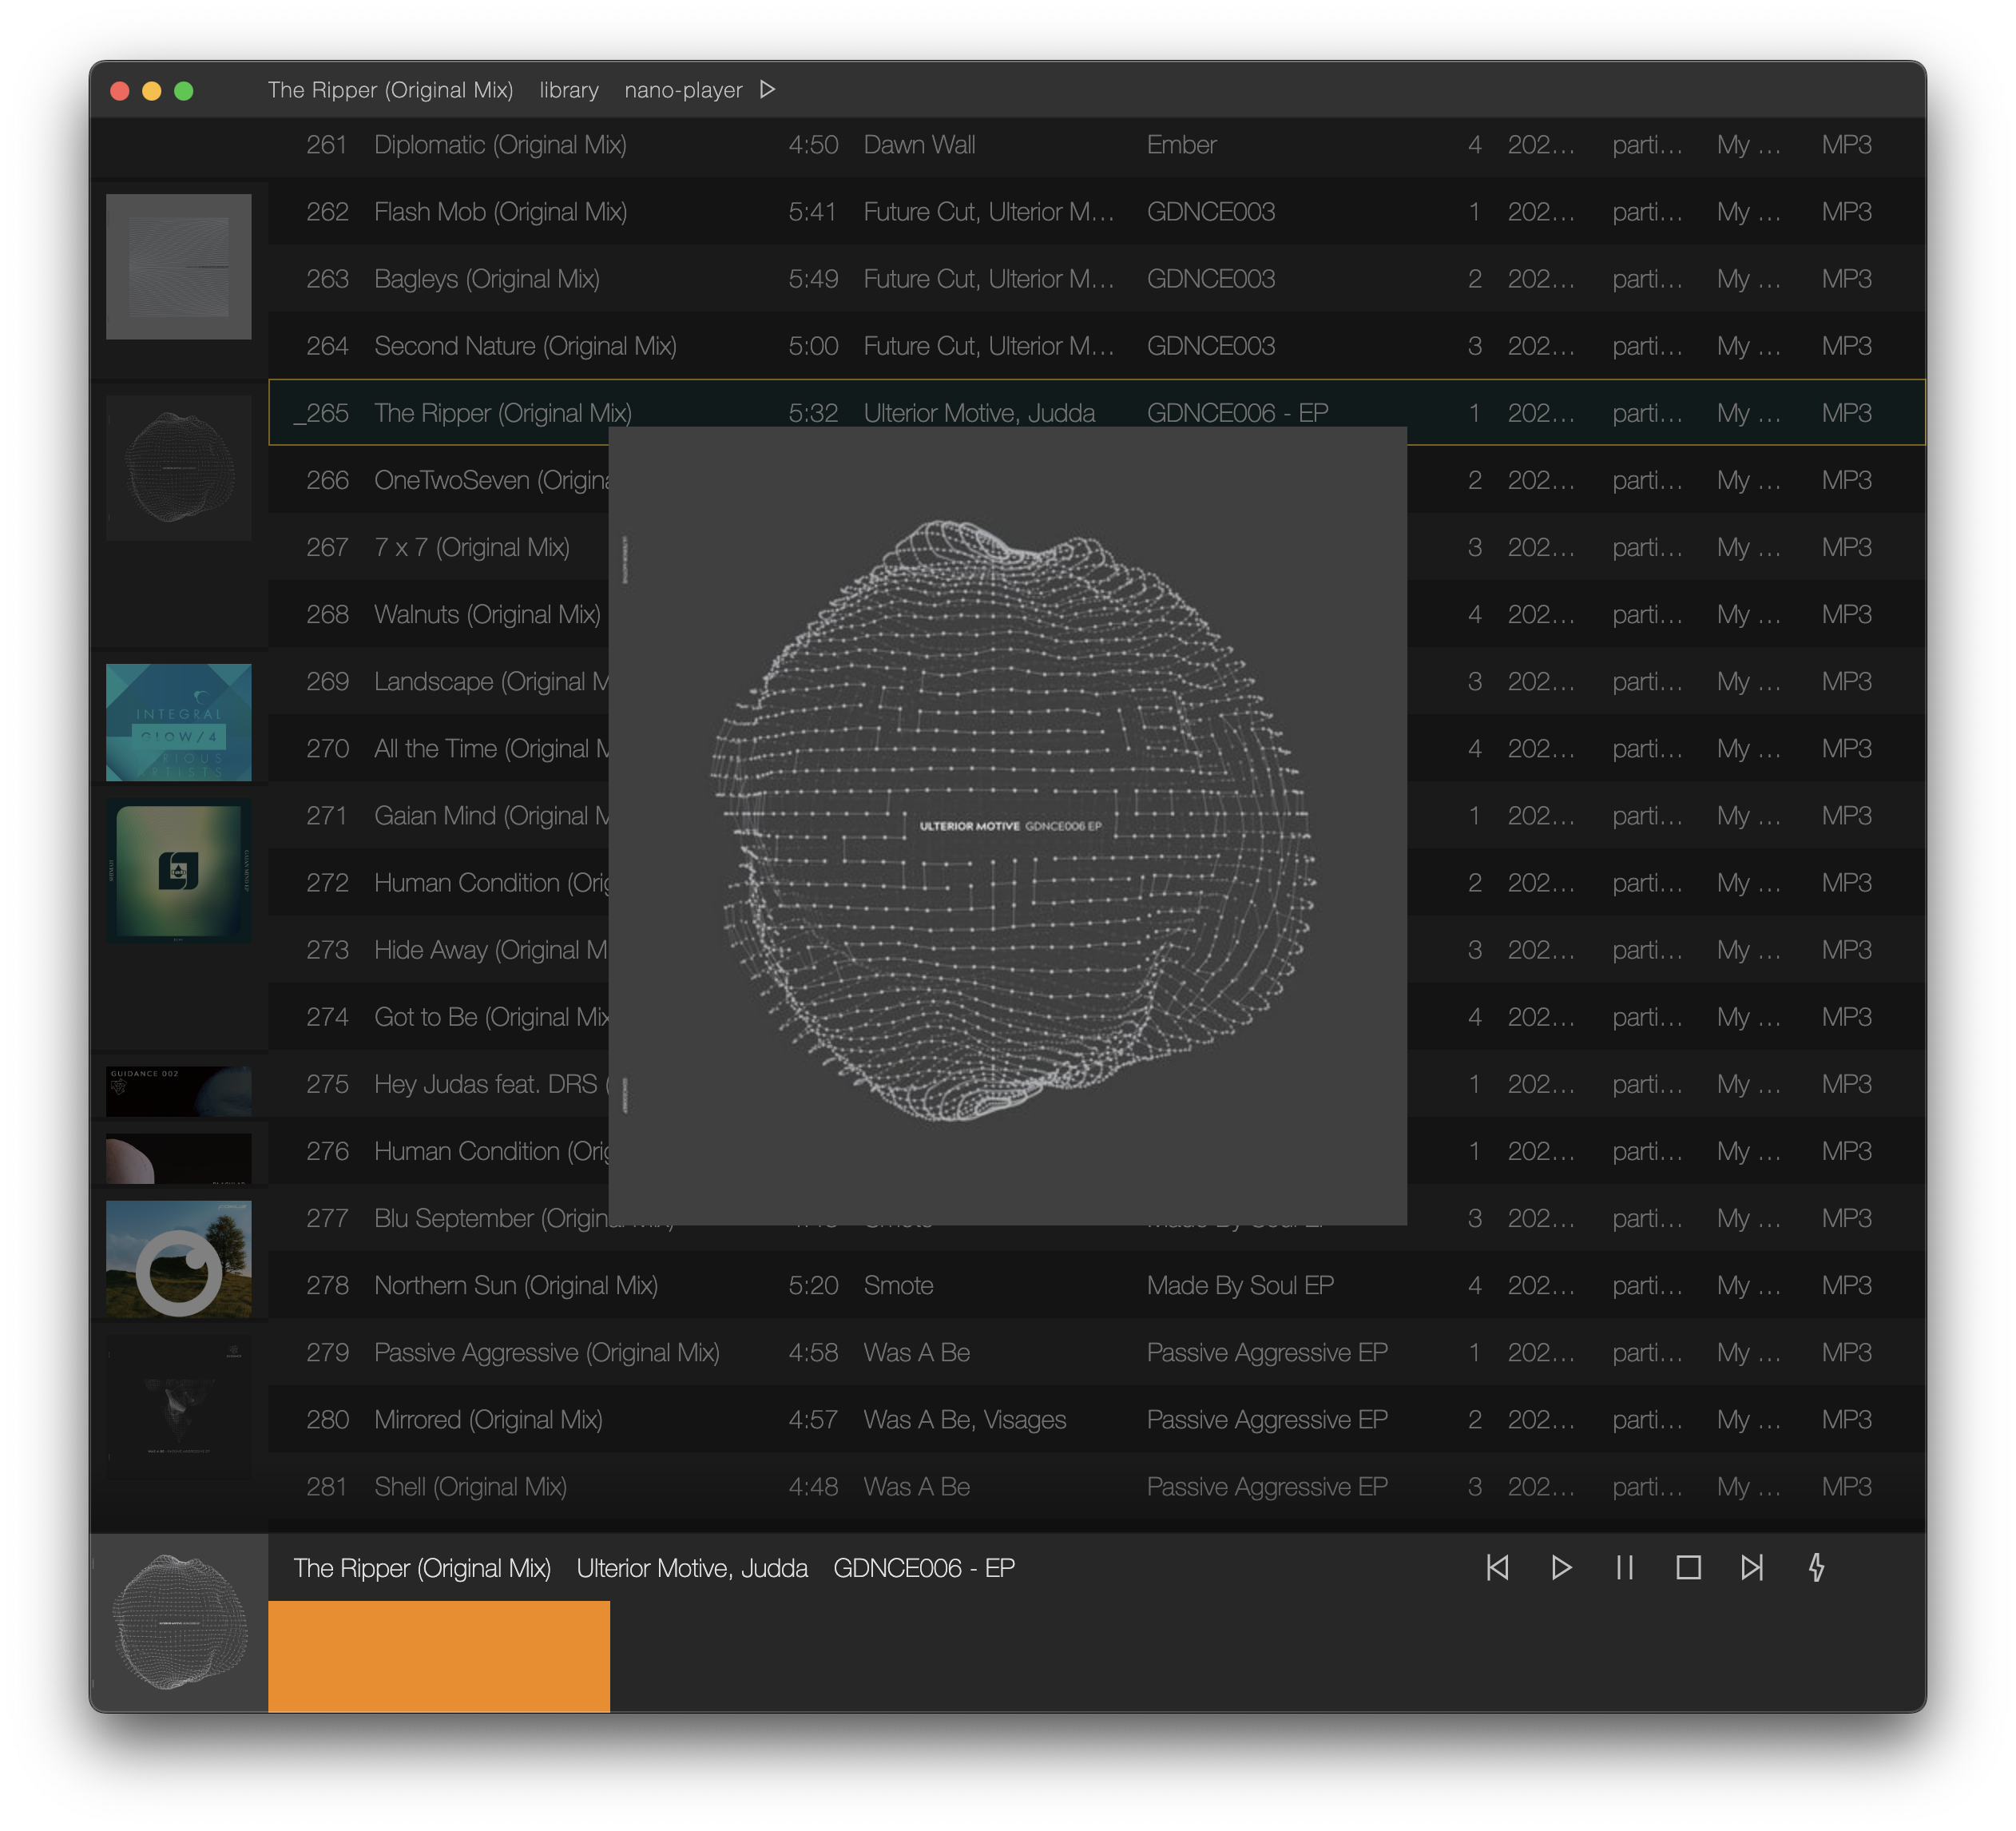 The Ripper (Original Mix) library nano-player
261 Diplomatic (Original Mix) 4:50 Dawn Wall Ember 4 202… parti… My … MP3
262 Flash Mob (Original Mix) 5:41 Future Cut, Ulterior M… GDNCE003 1 202… parti… My … MP3
263 Bagleys (Original Mix) 5:49 Future Cut, Ulterior M… GDNCE003 2 202… parti… My … MP3
264 Second Nature (Original Mix) 5:00 Future Cut, Ulterior M… GDNCE003 3 202… parti… My … MP3
_265 The Ripper (Original Mix) 5:32 Ulterior Motive, Judda GDNCE006 - EP 1 202… parti… My … MP3
266 OneTwoSeven (Origina 2 202… parti… My … MP3
267 7 x 7 (Original Mix) 3 202… parti… My … MP3
268 Walnuts (Original Mix) 4 202… parti… My … MP3
269 Landscape (Original M 3 202… parti… My … MP3
INTEGRAL
GLOW/4
270 All the Time (Original M 4 202… parti… My … MP3
VARIOUS
ARTISTS
271 Gaian Mind (Original M 1 202… parti… My … MP3
ULTERIOR MOTIVE GDNCE006 EP
272 Human Condition (Orig 2 202… parti… My … MP3
273 Hide Away (Original M 3 202… parti… My … MP3
274 Got to Be (Original Mix 4 202… parti… My … MP3
GUIDANCE 002
275 Hey Judas feat. DRS ( 1 202… parti… My … MP3
276 Human Condition (Orig 1 202… parti… My … MP3
277 Blu September (Original Mix) Smote Made By Soul EP 3 202… parti… My … MP3
278 Northern Sun (Original Mix) 5:20 Smote Made By Soul EP 4 202… parti… My … MP3
279 Passive Aggressive (Original Mix) 4:58 Was A Be Passive Aggressive EP 1 202… parti… My … MP3
280 Mirrored (Original Mix) 4:57 Was A Be, Visages Passive Aggressive EP 2 202… parti… My … MP3
281 Shell (Original Mix) 4:48 Was A Be Passive Aggressive EP 3 202… parti… My … MP3
The Ripper (Original Mix) Ulterior Motive, Judda GDNCE006 - EP